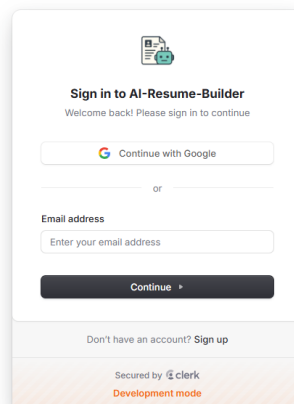 Sign in to AI-Resume-Builder
Welcome back! Please sign in to continue
Continue with Google
or
Email address
Enter your email address
Continue
Don't have an account? Sign up
Secured by clerk
Development mode